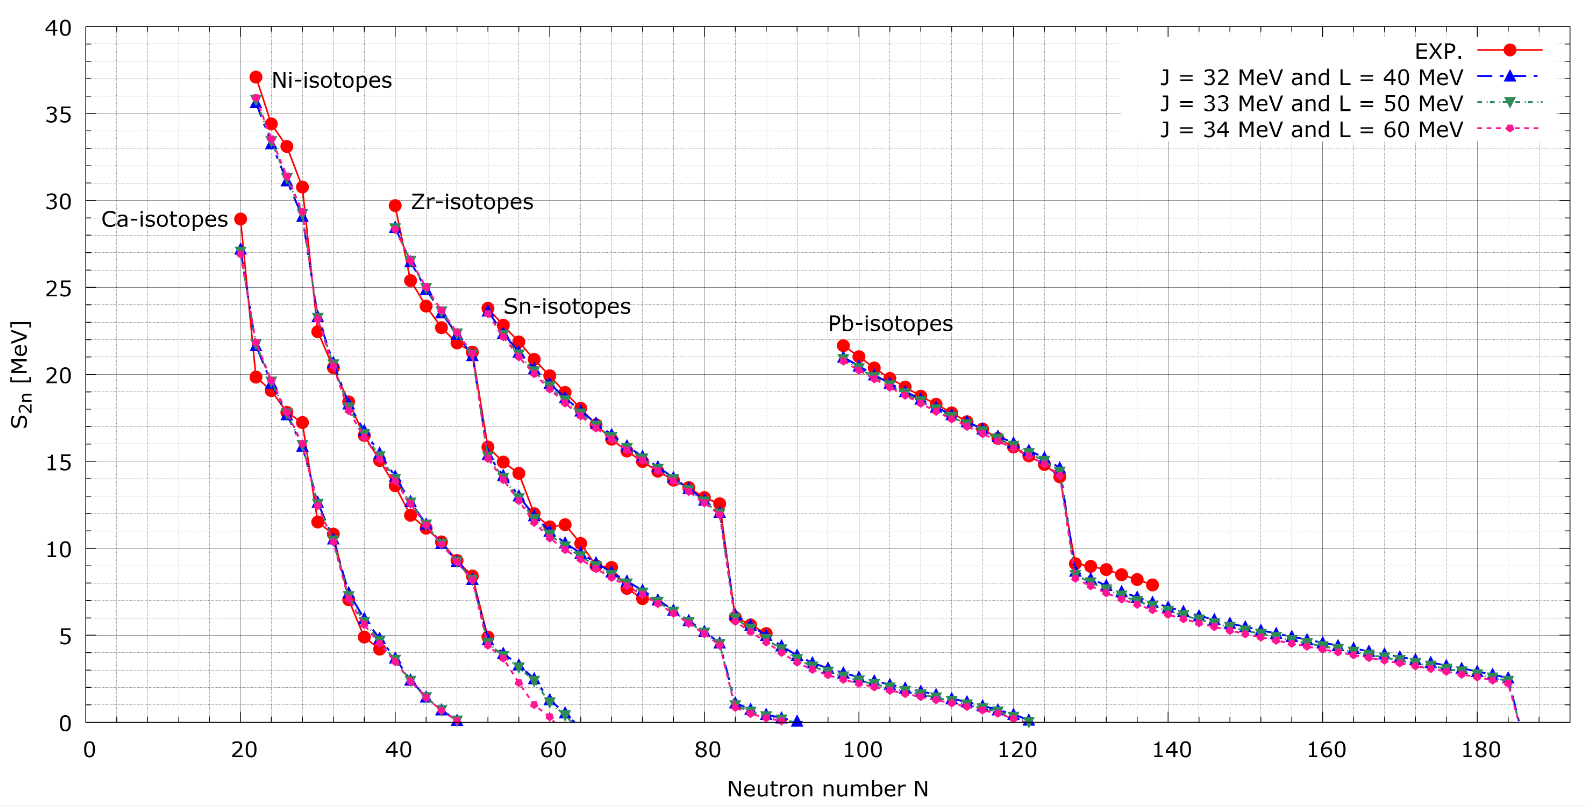 40
35
30
25
20
15
10
5
0
S2n [MeV]
Ni-isotopes
Ca-isotopes
Zr-isotopes
Sn-isotopes
Pb-isotopes
EXP.
J = 32 MeV and L = 40 MeV
J = 33 MeV and L = 50 MeV
J = 34 MeV and L = 60 MeV
0 20 40 60 80 100 120 140 160 180
Neutron number N